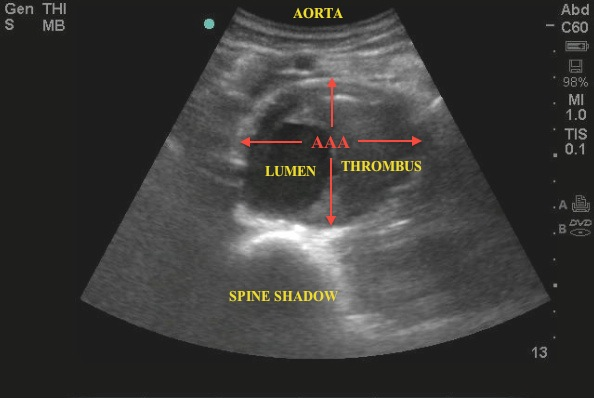 Gen THI
S MB
AORTA
Abd
C60
98%
MI
1.0
TIS
0.1
AAA
LUMEN
THROMBUS
A
B DVD
SPINE SHADOW
13